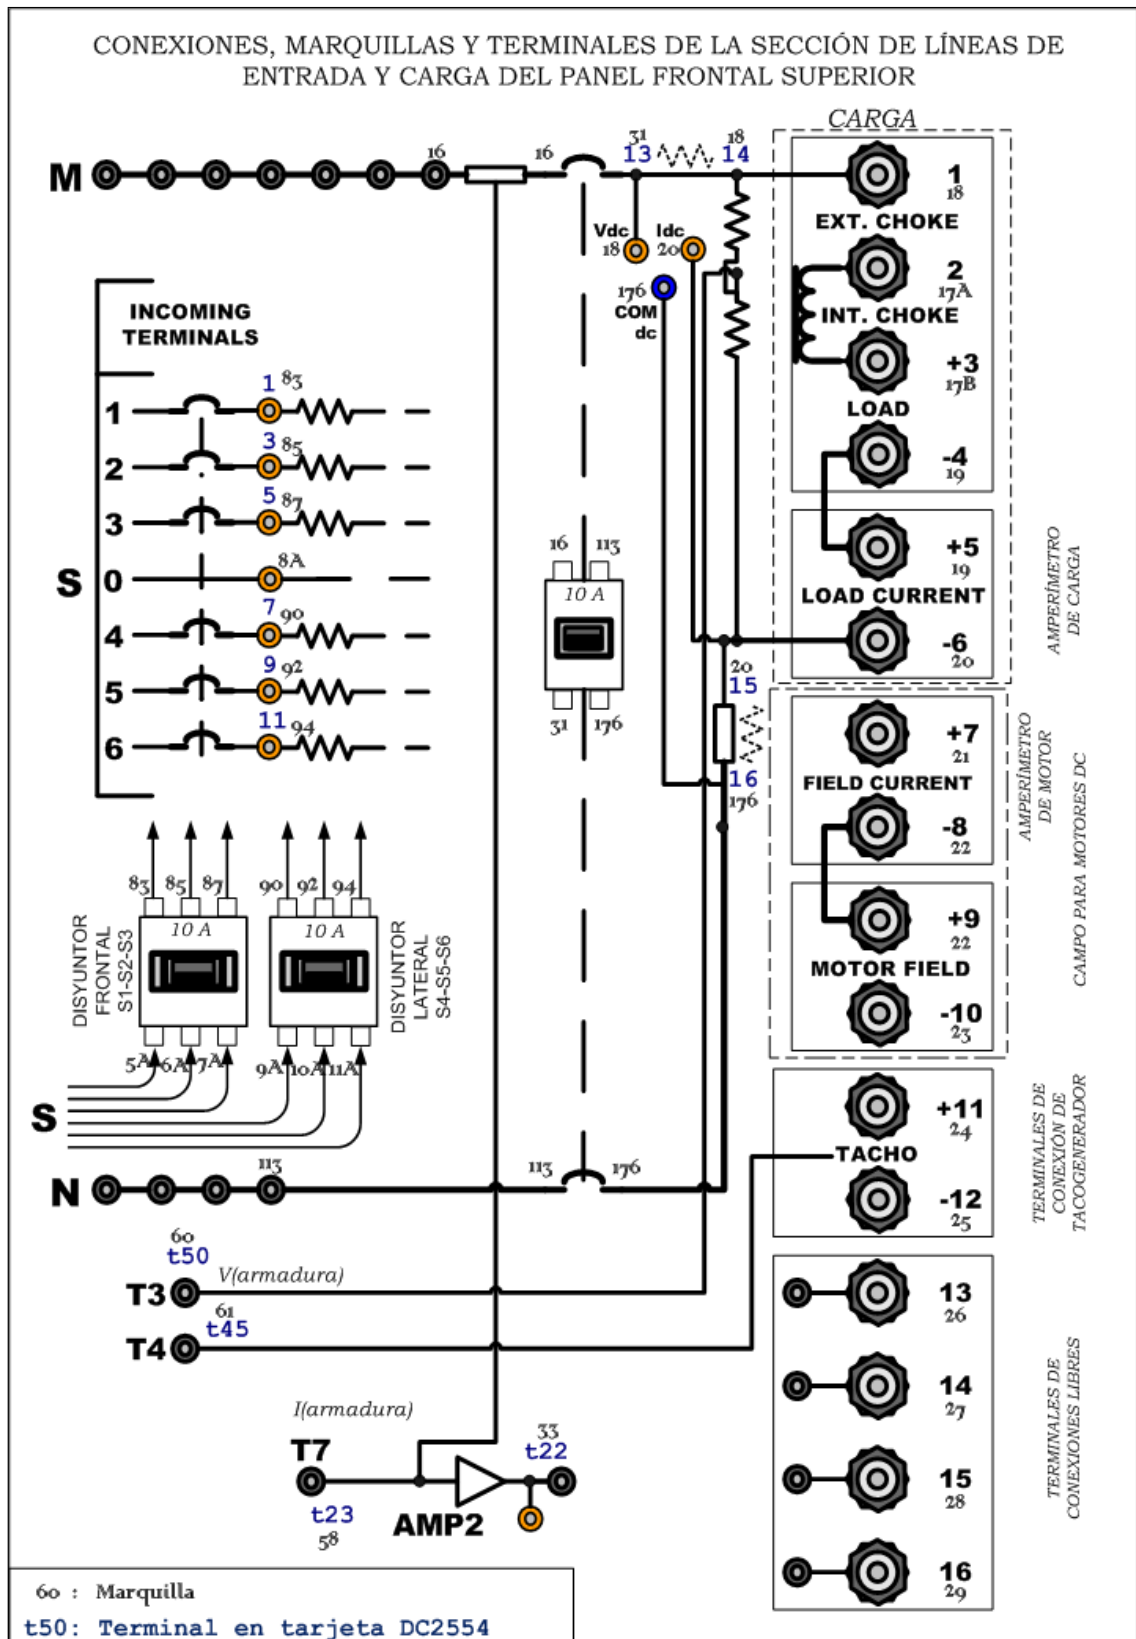 CONEXIONES, MARQUILLAS Y TERMINALES DE LA SECCIÓN DE LÍNEAS DE
ENTRADA Y CARGA DEL PANEL FRONTAL SUPERIOR
CARGA
M
16
16
31
13
18
14
1
18
EXT. CHOKE
Vdc
18
Idc
20
176
COM
dc
2
17A
INT. CHOKE
+3
17B
LOAD
-4
19
INCOMING
TERMINALS
S
1
1
83
2
3
85
3
5
87
0
8A
4
7
90
5
9
92
6
11
94
16
113
10 A
31
176
+5
19
LOAD CURRENT
-6
20
AMPERÍMETRO
DE CARGA
20
15
16
176
+7
21
FIELD CURRENT
-8
22
AMPERÍMETRO
DE MOTOR
+9
22
MOTOR FIELD
-10
23
CAMPO PARA MOTORES DC
83
85
87
90
92
94
DISYUNTOR
FRONTAL
S1-S2-S3
10 A
10 A
DISYUNTOR
LATERAL
S4-S5-S6
5A
6A
7A
9A
10A
11A
S
+11
24
TACHO
-12
25
TERMINALES DE
CONEXIÓN DE
TACOGENERADOR
N
113
113
176
60
t50
T3
V(armadura)
61
t45
T4
13
26
14
27
15
28
16
29
TERMINALES DE
CONEXIONES LIBRES
I(armadura)
T7
t23
58
AMP2
33
t22
60 : Marquilla
t50: Terminal en tarjeta DC2554